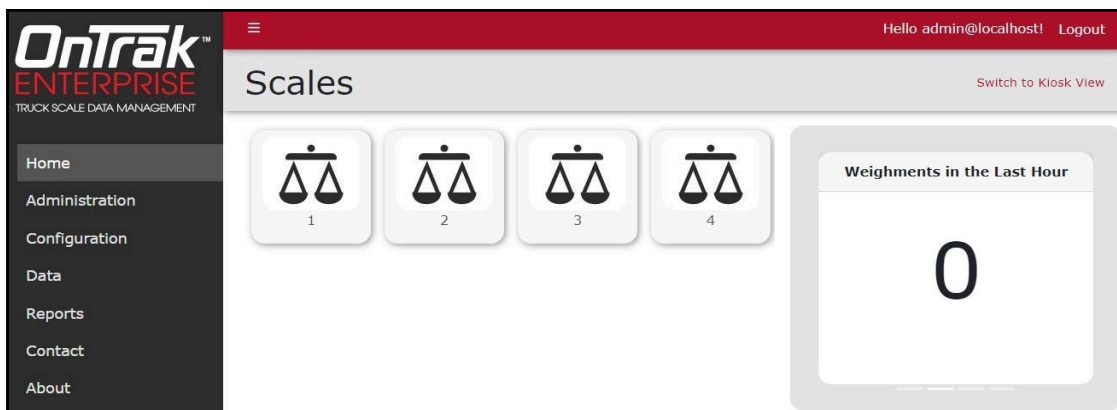 OnTrak™
ENTERPRISE
TRUCK SCALE DATA MANAGEMENT
Home
Administration
Configuration
Data
Reports
Contact
About
Hello admin@localhost! Logout
Scales
Switch to Kiosk View
1 2 3 4
Weighments in the Last Hour
0